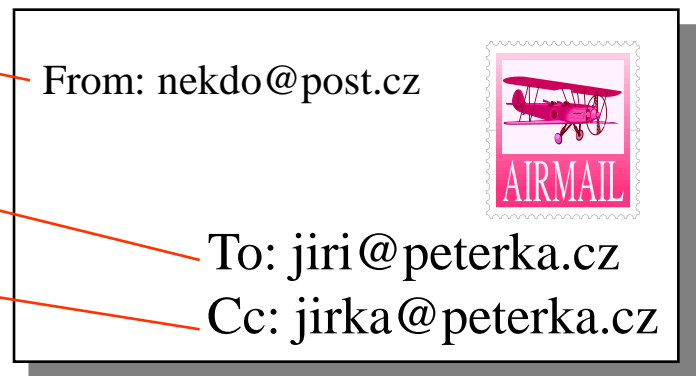 From: nekdo@post.cz
AIRMAIL
To: jiri@peterka.cz
Cc: jirka@peterka.cz